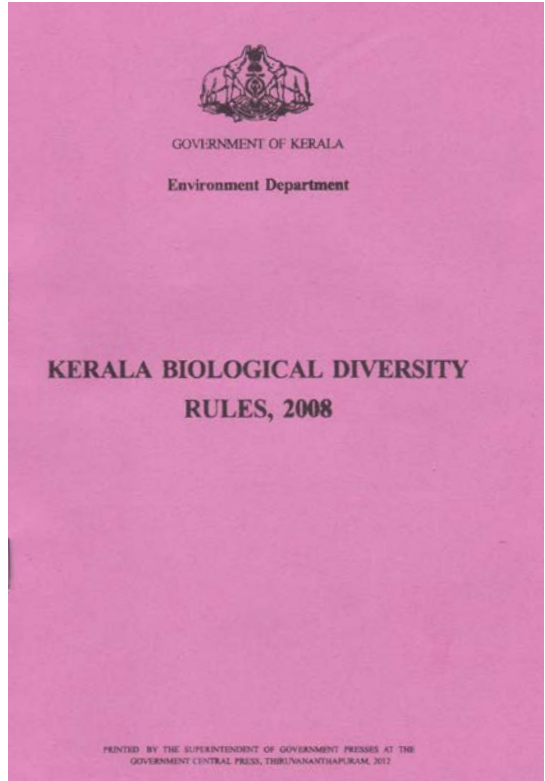 GOVERNMENT OF KERALA
Environment Department
KERALA BIOLOGICAL DIVERSITY
RULES, 2008
PRINTED BY THE SUPERINTENDENT OF GOVERNMENT PRESSES AT THE
GOVERNMENT CENTRAL PRESS, THIRUVANANTHAPURAM, 2012